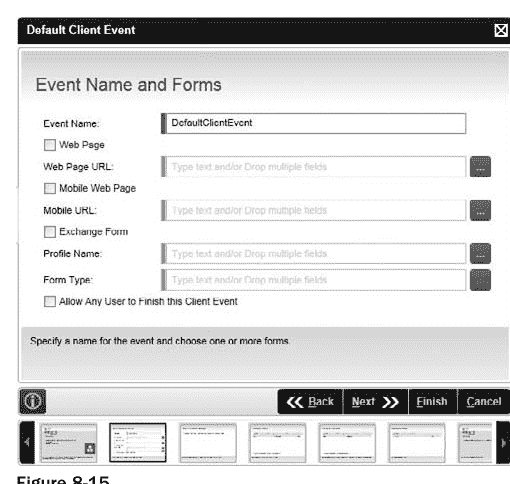 Default Client Event
Event Name and Forms
Event Name: DefaultClientEvent
Web Page
Web Page URL: Type text and/or Drop multiple fields ...
Mobile Web Page
Mobile URL: Type text and/or Drop multiple fields ...
Exchange Form
Profile Name: Type text and/or Drop multiple fields ...
Form Type: Type text and/or Drop multiple fields
Allow Any User to Finish this Client Event
Specify a name for the event and choose one or more forms.
Back Next Finish Cancel
Figure 8-15